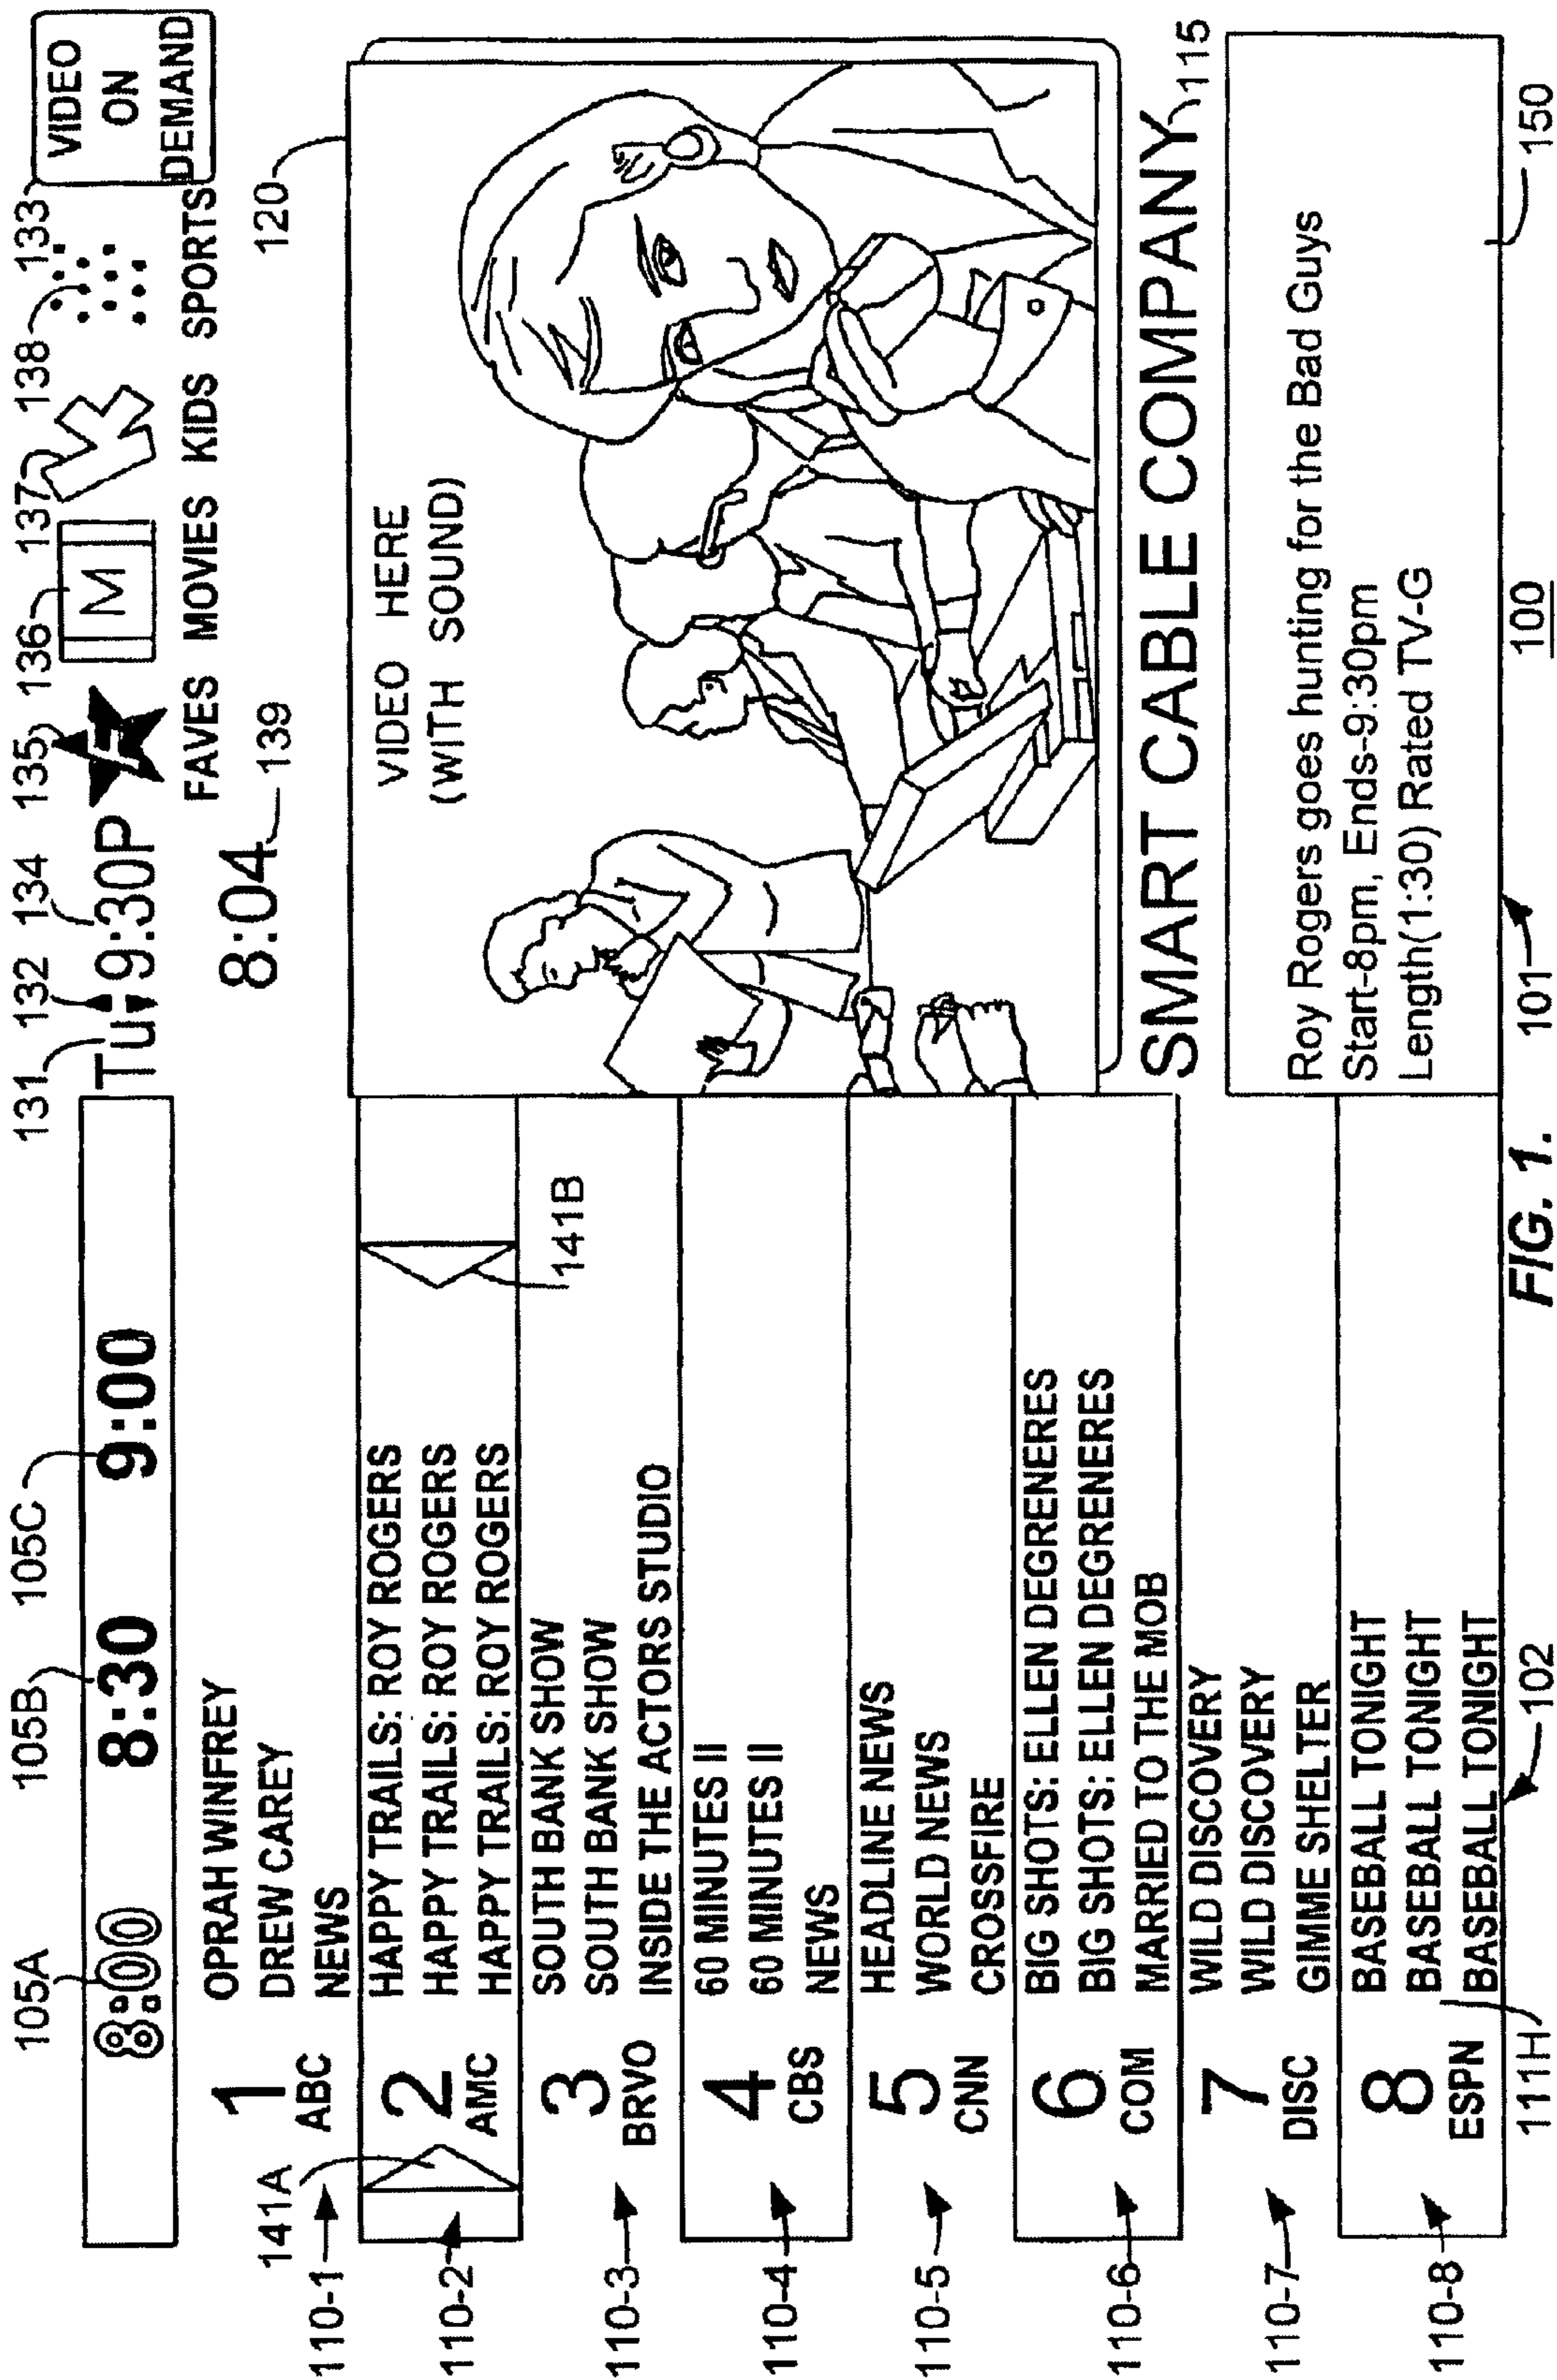 105A
105B
105C
131
132
134
135
136
137
138
133
8:00
8:30
9:00
Tu
9:30P
M
VIDEO
ON
DEMAND
FAVES MOVIES KIDS SPORTS
8:04
139
120
110-1
1
ABC
OPRAH WINFREY
DREW CAREY
NEWS
141A
110-2
2
AMC
HAPPY TRAILS: ROY ROGERS
HAPPY TRAILS: ROY ROGERS
HAPPY TRAILS: ROY ROGERS
141B
110-3
3
BRVO
SOUTH BANK SHOW
SOUTH BANK SHOW
INSIDE THE ACTORS STUDIO
110-4
4
CBS
60 MINUTES II
60 MINUTES II
NEWS
110-5
5
CNN
HEADLINE NEWS
WORLD NEWS
CROSSFIRE
110-6
6
COM
BIG SHOTS: ELLEN DEGRENERES
BIG SHOTS: ELLEN DEGRENERES
MARRIED TO THE MOB
110-7
7
DISC
WILD DISCOVERY
WILD DISCOVERY
GIMME SHELTER
110-8
8
ESPN
BASEBALL TONIGHT
BASEBALL TONIGHT
BASEBALL TONIGHT
111H
102
VIDEO HERE
(WITH SOUND)
SMART CABLE COMPANY
115
Roy Rogers goes hunting for the Bad Guys
Start-8pm, Ends-9:30pm
Length(1:30) Rated TV-G
101
100
150
FIG. 1.